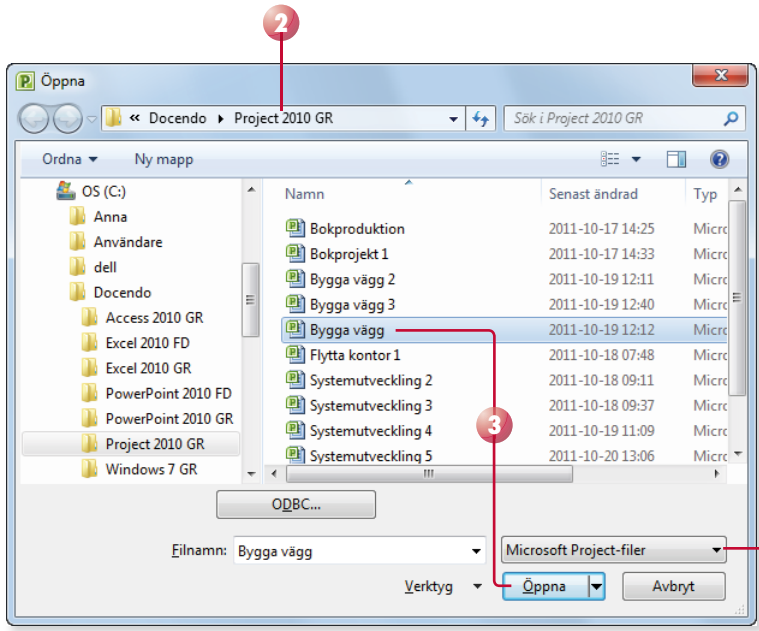 2
Öppna
« Docendo Project 2010 GR Sök i Project 2010 GR
Ordna Ny mapp
OS (C:)
Anna
Användare
dell
Docendo
Access 2010 GR
Excel 2010 FD
Excel 2010 GR
PowerPoint 2010 FD
PowerPoint 2010 GR
Project 2010 GR
Windows 7 GR
Namn Senast ändrad Typ
Bokproduktion 2011-10-17 14:25 Micro
Bokprojekt 1 2011-10-17 14:33 Micro
Bygga vägg 2 2011-10-19 12:11 Micro
Bygga vägg 3 2011-10-19 12:40 Micro
Bygga vägg 2011-10-19 12:12 Micro
Flytta kontor 1 2011-10-18 07:48 Micro
Systemutveckling 2 2011-10-18 09:11 Micro
Systemutveckling 3 2011-10-18 09:37 Micro
Systemutveckling 4 2011-10-19 11:09 Micro
Systemutveckling 5 2011-10-20 13:06 Micro
3
ODBC...
Filnamn: Bygga vägg Microsoft Project-filer
Verktyg Öppna Avbryt